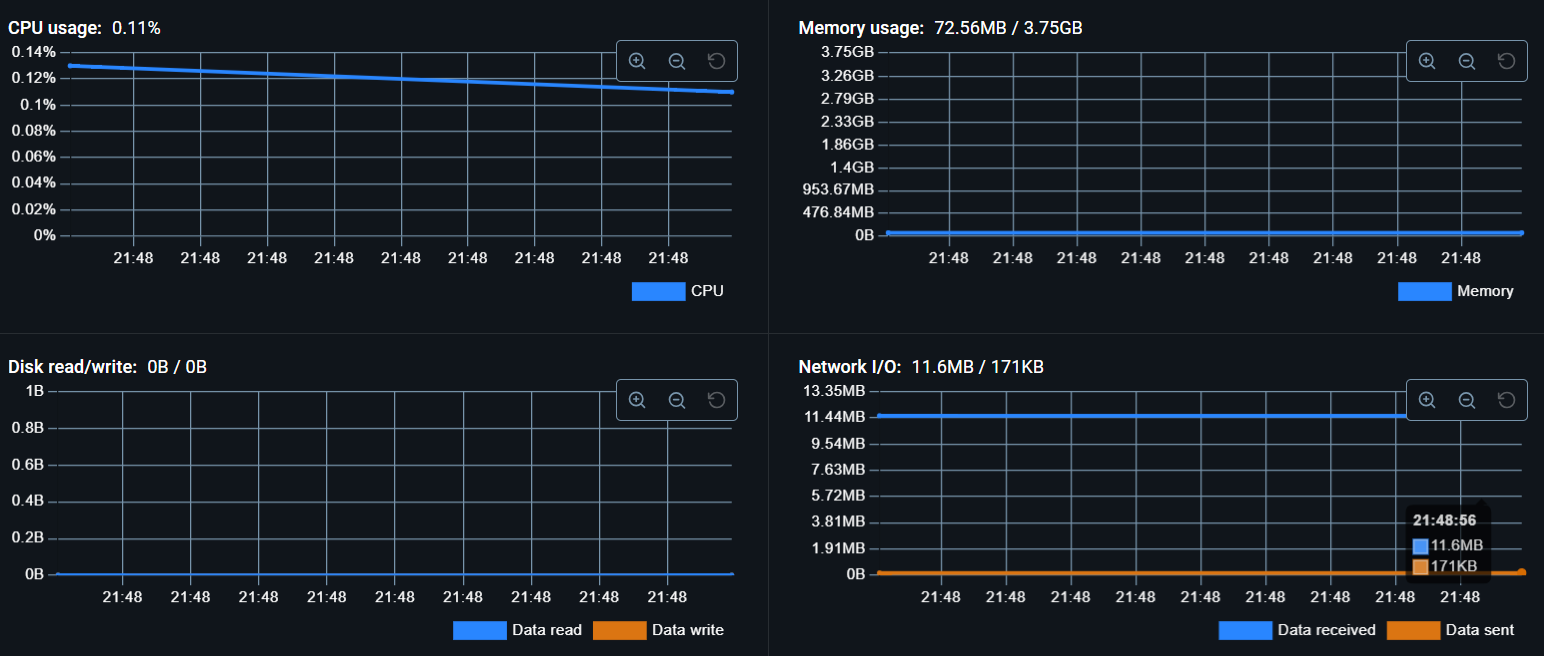 CPU usage: 0.11%
0.14%
0.12%
0.1%
0.08%
0.06%
0.04%
0.02%
0%
21:48 21:48 21:48 21:48 21:48 21:48 21:48 21:48 21:48
CPU
Memory usage: 72.56MB / 3.75GB
3.75GB
3.26GB
2.79GB
2.33GB
1.86GB
1.4GB
953.67MB
476.84MB
0B
21:48 21:48 21:48 21:48 21:48 21:48 21:48 21:48 21:48
Memory
Disk read/write: 0B / 0B
1B
0.8B
0.6B
0.4B
0.2B
0B
21:48 21:48 21:48 21:48 21:48 21:48 21:48 21:48 21:48
Data read Data write
Network I/O: 11.6MB / 171KB
13.35MB
11.44MB
9.54MB
7.63MB
5.72MB
3.81MB
1.91MB
0B
21:48:56
11.6MB
171KB
21:48 21:48 21:48 21:48 21:48 21:48 21:48 21:48 21:48
Data received Data sent